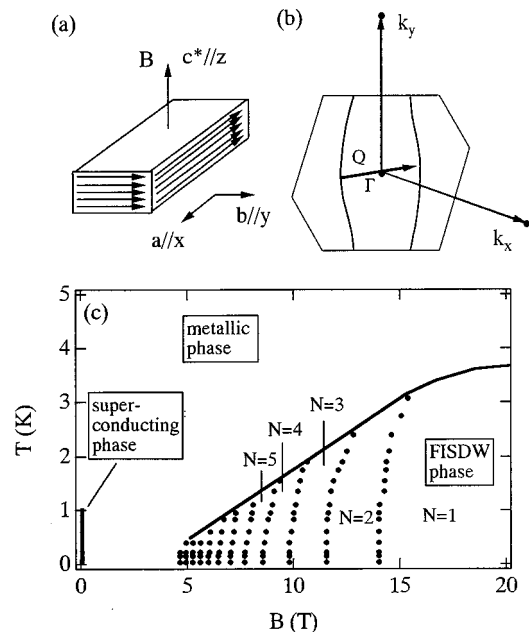 (a)
B
c*//z
b//y
a//x
(b)
k_y
Q
Γ
k_x
(c)
metallic
phase
super-
conducting
phase
N=5
N=4
N=3
N=2
N=1
FISDW
phase
T (K)
5
4
3
2
1
0
0
5
10
15
20
B (T)